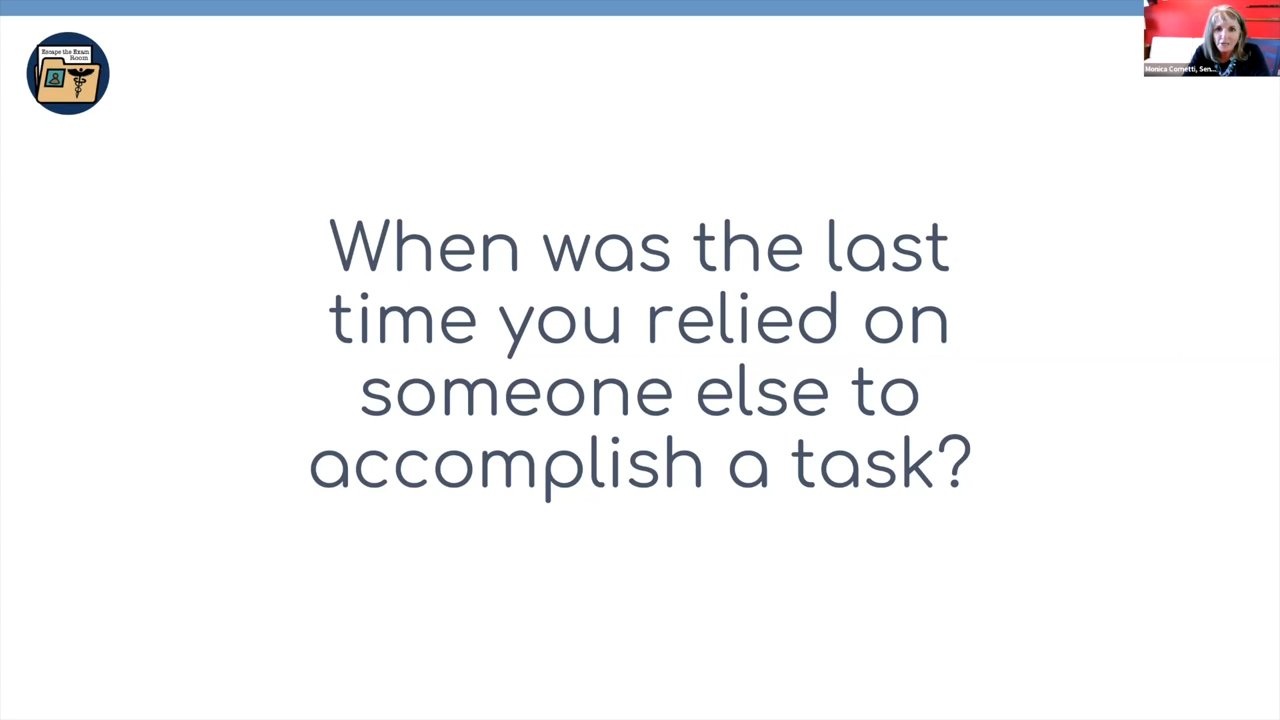 Escape the Exam
Room
Monica Cornetti, Sen...
When was the last
time you relied on
someone else to
accomplish a task?